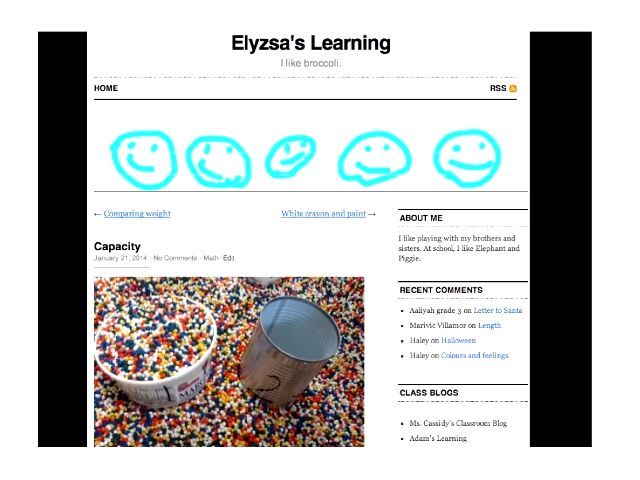 Elyzsa's Learning
I like broccoli.
HOME
RSS
← Comparing weight
White crayon and paint →
Capacity
January 21, 2014 · No Comments · Math ·Edit
ABOUT ME
I like playing with my brothers and
sisters. At school, I like Elephant and
Piggie.
RECENT COMMENTS
Aaliyah grade 3 on Letter to Santa
Marivic Villamor on Length
Haley on Halloween
Haley on Colours and feelings
CLASS BLOGS
Ms. Cassidy's Classroom Blog
Adam's Learning